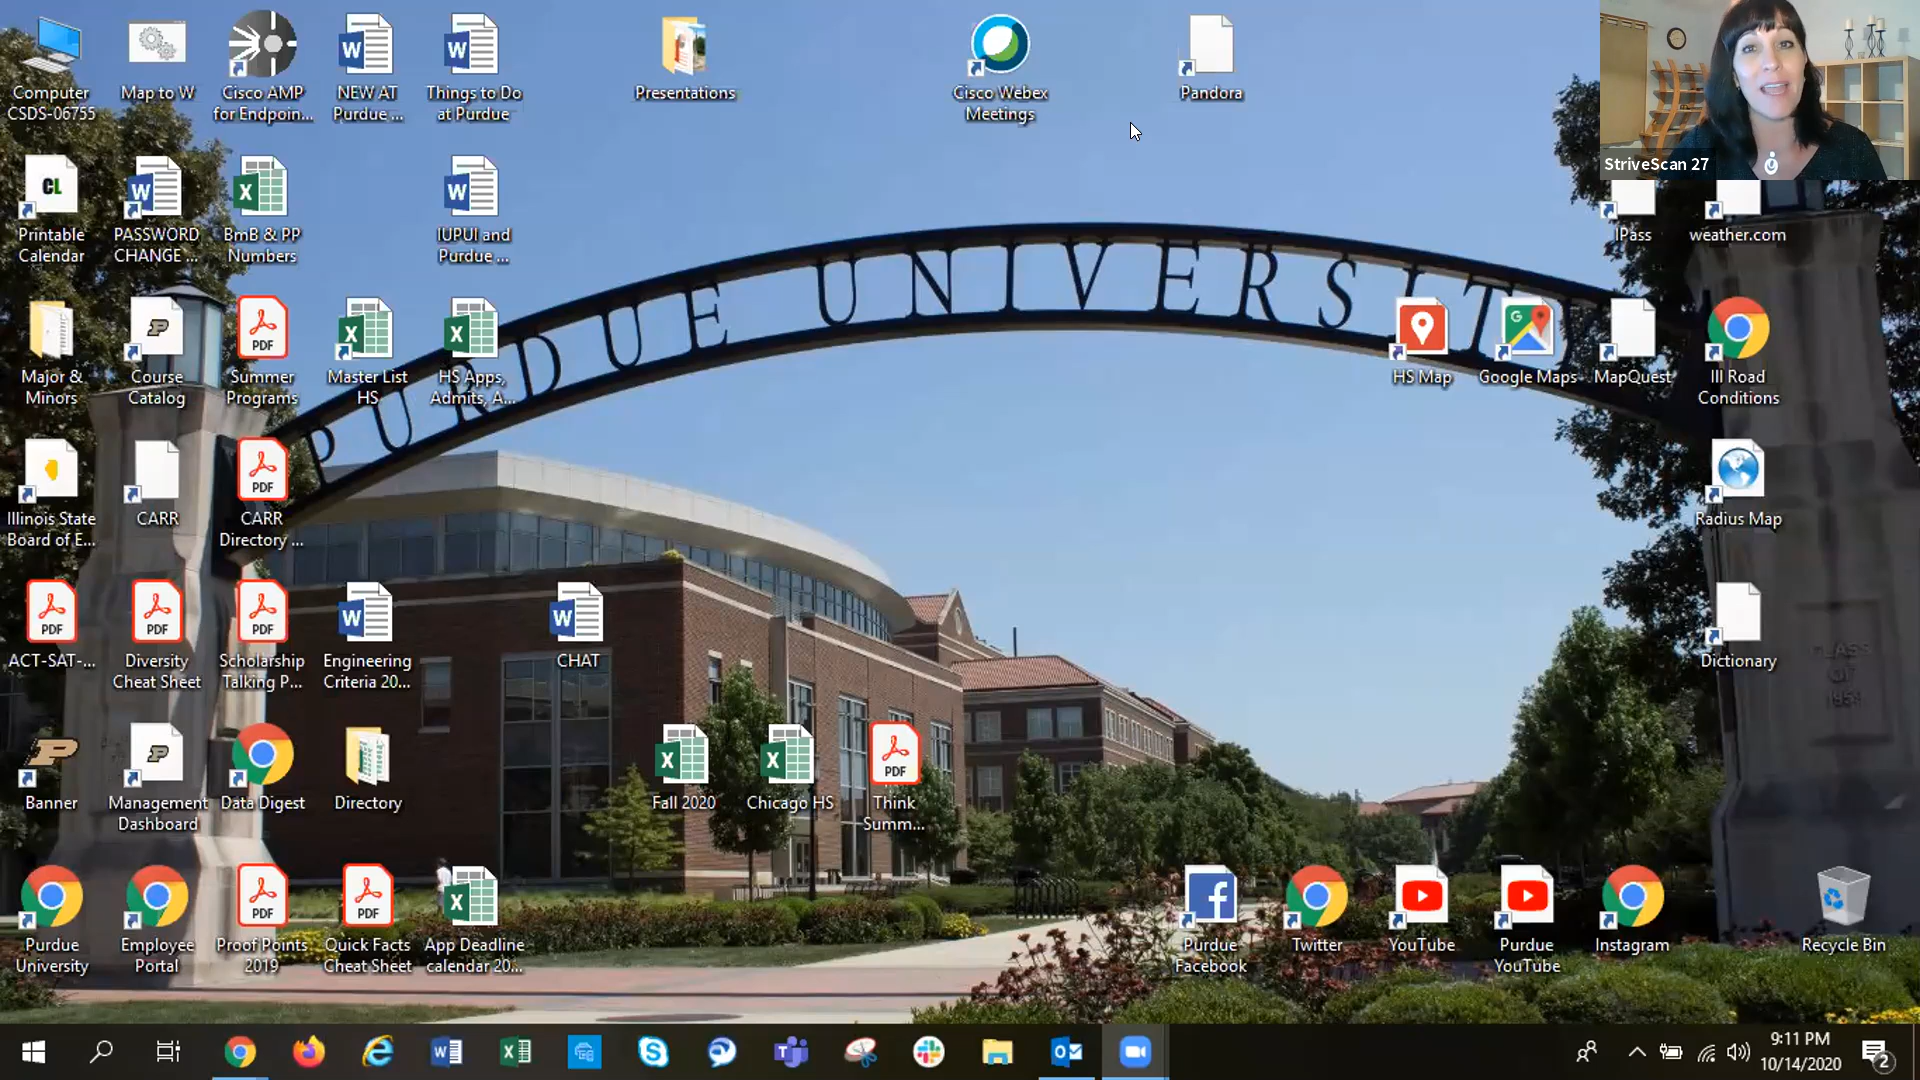 Computer
CSDS-06755
Map to W
Cisco AMP
for Endpoin...
NEW AT
Purdue ...
Things to Do
at Purdue
Presentations
Cisco Webex
Meetings
Pandora
StriveScan 27
Printable
Calendar
PASSWORD
CHANGE ...
BmB & PP
Numbers
IUPUI and
Purdue ...
IPass
weather.com
PURDUE UNIVERSITY
Major &
Minors
Course
Catalog
Summer
Programs
Master List
HS
HS Apps,
Admits, A...
HS Map
Google Maps
MapQuest
Ill Road
Conditions
Illinois State
Board of E...
CARR
CARR
Directory ...
Radius Map
ACT-SAT-...
Diversity
Cheat Sheet
Scholarship
Talking P...
Engineering
Criteria 20...
CHAT
Dictionary
CLASS
OF
1958
Banner
Management
Dashboard
Data Digest
Directory
Fall 2020
Chicago HS
Think
Summ...
Purdue
University
Employee
Portal
Proof Points
2019
Quick Facts
Cheat Sheet
App Deadline
calendar 20...
Purdue
Facebook
Twitter
YouTube
Purdue
YouTube
Instagram
Recycle Bin
9:11 PM
10/14/2020
2